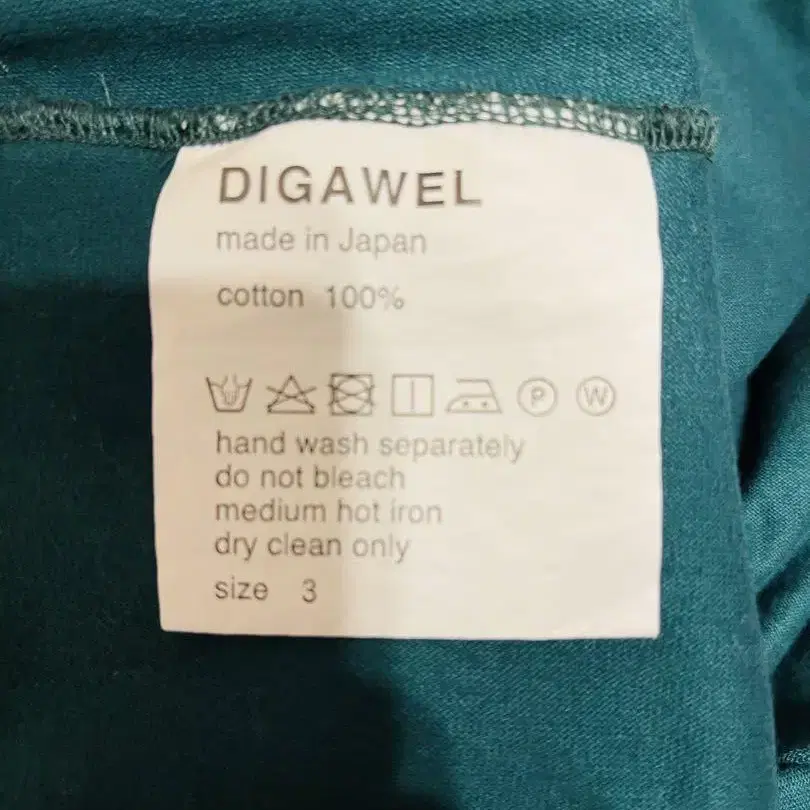 DIGAWEL
made in Japan
cotton 100%
P W
hand wash separately
do not bleach
medium hot iron
dry clean only
size 3